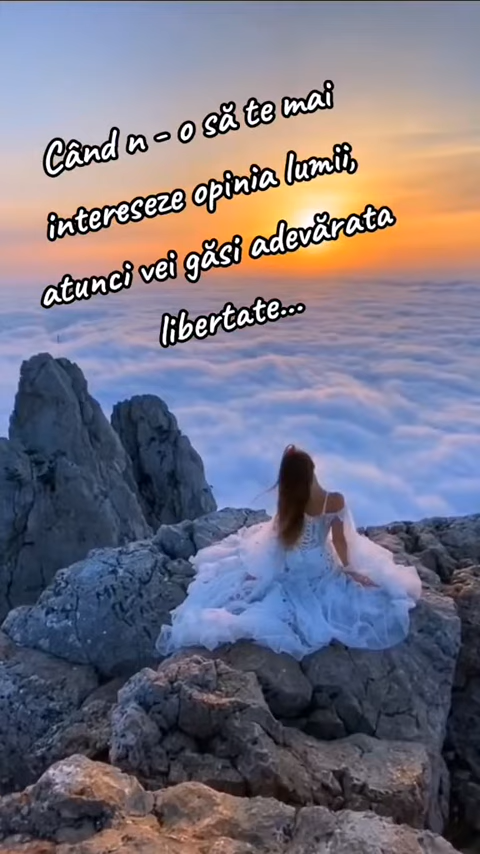 Când n - o să te mai
intereseze opinia lumii,
atunci vei găsi adevărata
libertate...